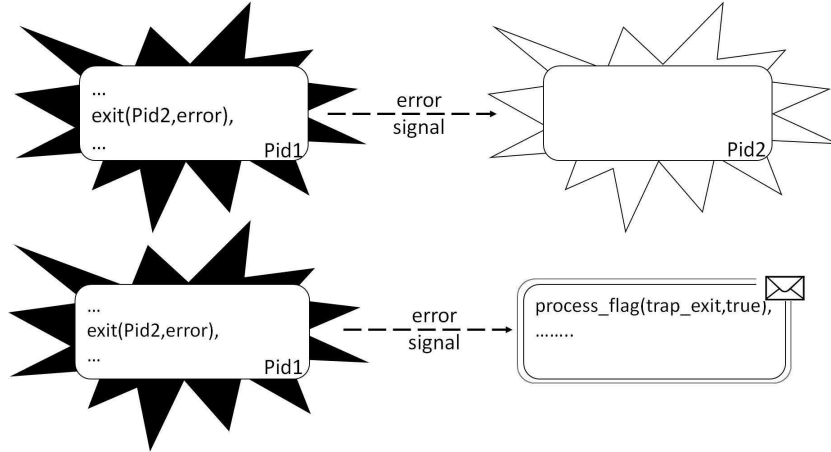 ...
exit(Pid2,error),
...
Pid1
error
signal
Pid2
...
exit(Pid2,error),
...
Pid1
error
signal
process_flag(trap_exit,true),
........